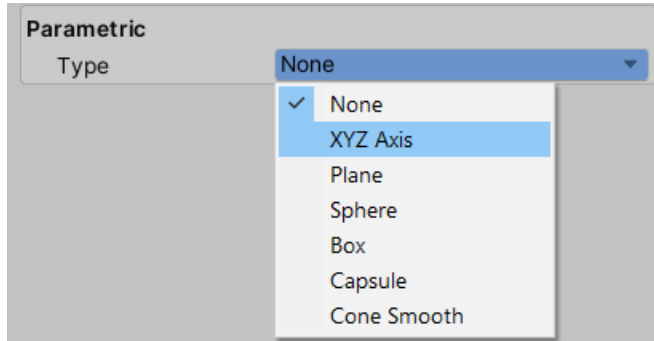 Parametric
Type None
None
XYZ Axis
Plane
Sphere
Box
Capsule
Cone Smooth